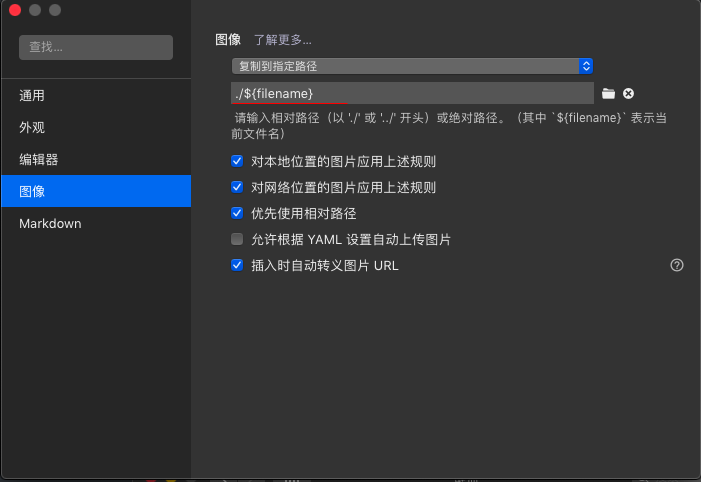 查找...
通用
外观
编辑器
图像
Markdown
图像 了解更多...
复制到指定路径
./${filename}
请输入相对路径（以 './' 或 '../' 开头）或绝对路径。（其中 `${filename}` 表示当
前文件名）
对本地位置的图片应用上述规则
对网络位置的图片应用上述规则
优先使用相对路径
允许根据 YAML 设置自动上传图片
插入时自动转义图片 URL